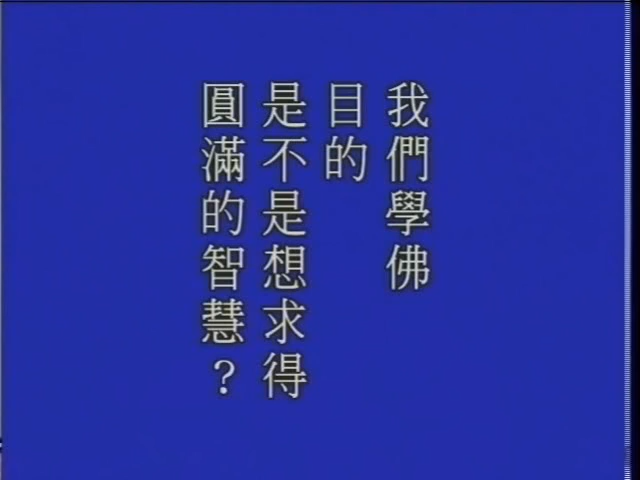 我們學佛
目的
是不是想求得
圓滿的智慧？